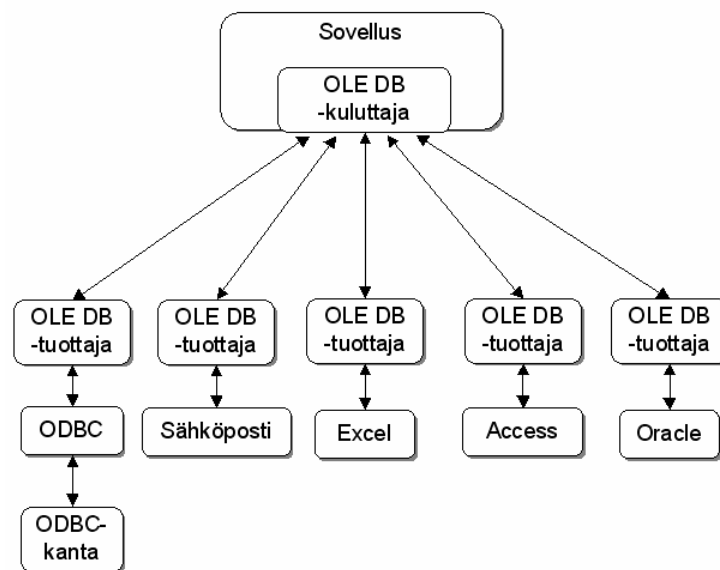 Sovellus
OLE DB
-kuluttaja
OLE DB
-tuottaja
OLE DB
-tuottaja
OLE DB
-tuottaja
OLE DB
-tuottaja
OLE DB
-tuottaja
ODBC
Sähköposti
Excel
Access
Oracle
ODBC-
kanta